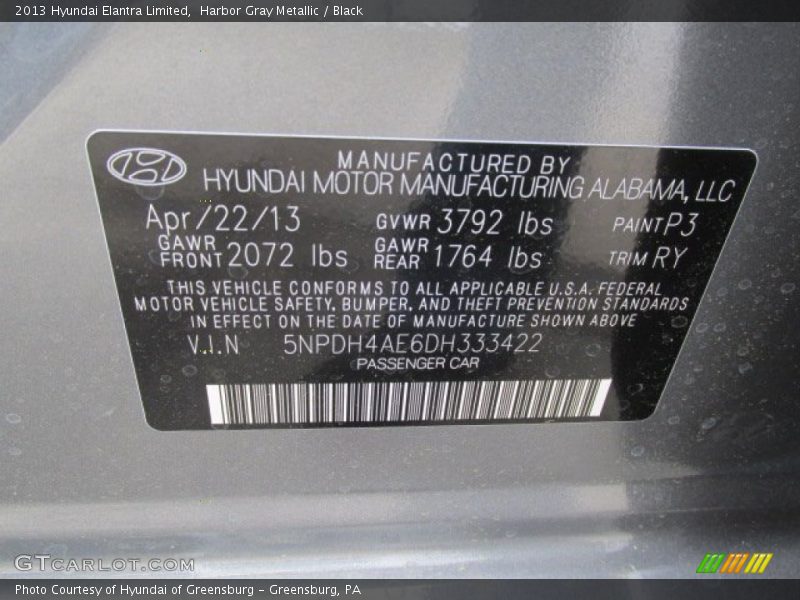 2013 Hyundai Elantra Limited, Harbor Gray Metallic / Black
MANUFACTURED BY
HYUNDAI MOTOR MANUFACTURING ALABAMA, LLC
Apr/22/13 GVWR 3792 lbs PAINT P3
GAWR FRONT 2072 lbs GAWR REAR 1764 lbs TRIM RY
THIS VEHICLE CONFORMS TO ALL APPLICABLE U.S.A. FEDERAL
MOTOR VEHICLE SAFETY, BUMPER, AND THEFT PREVENTION STANDARDS
IN EFFECT ON THE DATE OF MANUFACTURE SHOWN ABOVE
V.I.N 5NPDH4AE6DH333422
PASSENGER CAR
GTCARLOT.COM
Photo Courtesy of Hyundai of Greensburg - Greensburg, PA